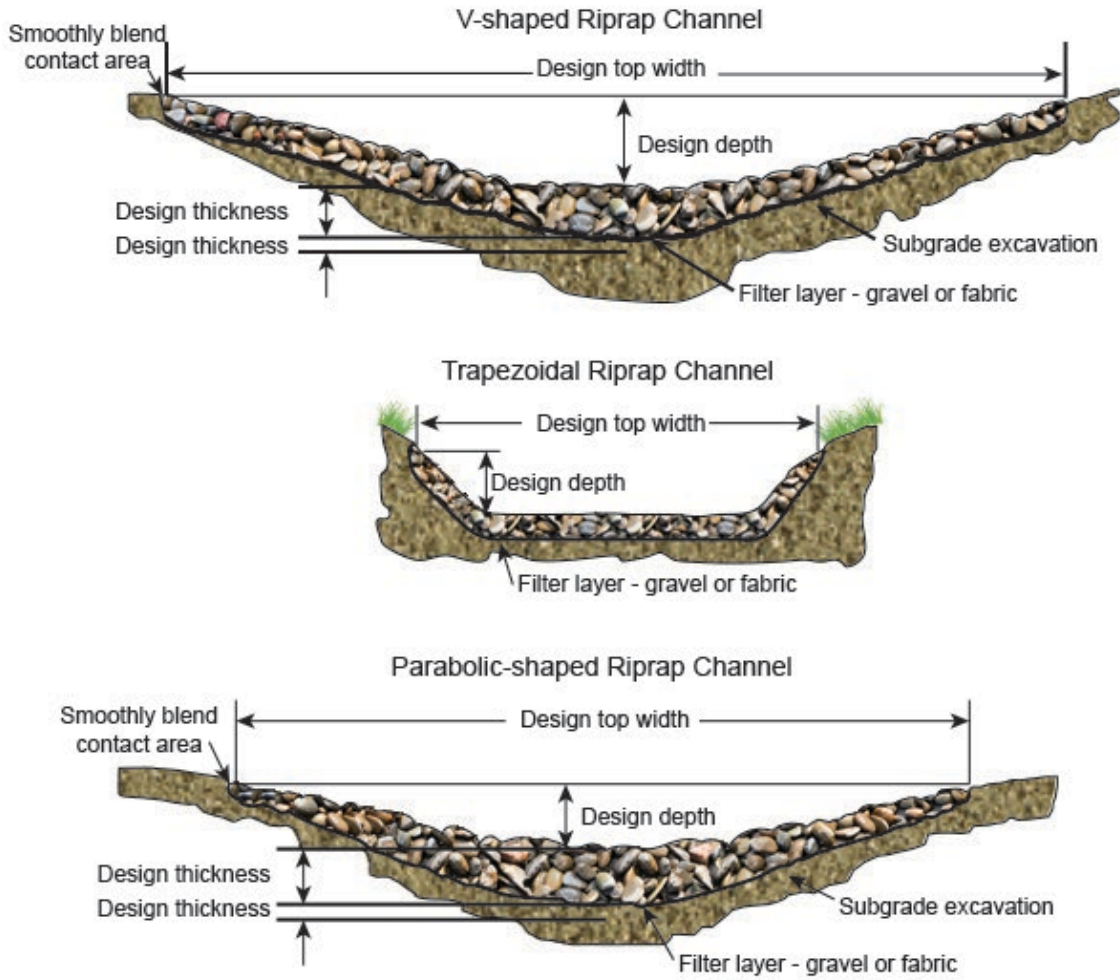 V-shaped Riprap Channel
Smoothly blend
contact area
Design top width
Design depth
Design thickness
Design thickness
Subgrade excavation
Filter layer - gravel or fabric
Trapezoidal Riprap Channel
Design top width
Design depth
Filter layer - gravel or fabric
Parabolic-shaped Riprap Channel
Smoothly blend
contact area
Design top width
Design depth
Design thickness
Design thickness
Subgrade excavation
Filter layer - gravel or fabric